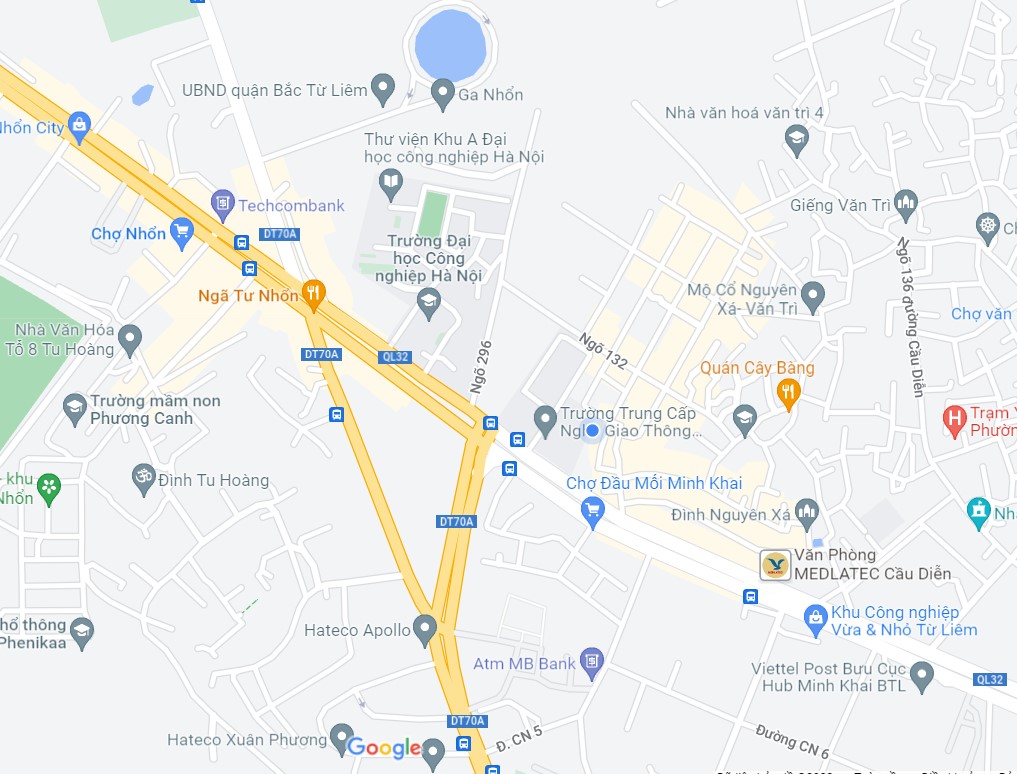 UBND quận Bắc Từ Liêm
Ga Nhổn
Nhà văn hoá văn trì 4
Nhổn City
Thư viện Khu A Đại
học công nghiệp Hà Nội
Techcombank
Giếng Văn Trì
Chợ Nhổn
DT70A
Trường Đại
học Công
nghiệp Hà Nội
Ngõ 136 đường Cầu Diễn
Ngã Tư Nhổn
Mộ Cổ Nguyên
Xá- Văn Trì
Chợ văn
Nhà Văn Hóa
Tổ 8 Tu Hoàng
DT70A
QL32
Ngõ 296
Ngõ 132
Quán Cây Bàng
Trường mầm non
Phương Canh
Trường Trung Cấp
Giao Thông...
Trạm Y
Phườn
khu
Nhổn
Đình Tu Hoàng
Chợ Đầu Mối Minh Khai
DT70A
Đình Nguyên Xá
Nhà
Văn Phòng
MEDLATEC Cầu Diễn
MEDLATEC
hổ thông
Phenikaa
Hateco Apollo
Khu Công nghiệp
Vừa & Nhỏ Từ Liêm
Atm MB Bank
Viettel Post Bưu Cục
Hub Minh Khai BTL
QL32
DT70A
Hateco Xuân Phương
Google
Đ. CN 5
Đường CN 6